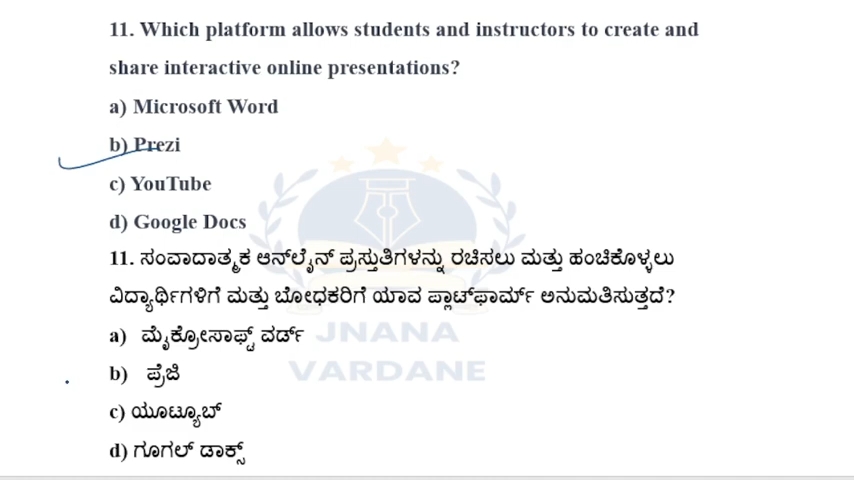 11. Which platform allows students and instructors to create and
share interactive online presentations?
a) Microsoft Word
b) Prezi
c) YouTube
d) Google Docs
11. ಸಂವಾದಾತ್ಮಕ ಆನ್‌ಲೈನ್ ಪ್ರಸ್ತುತಿಗಳನ್ನು ರಚಿಸಲು ಮತ್ತು ಹಂಚಿಕೊಳ್ಳಲು
ವಿದ್ಯಾರ್ಥಿಗಳಿಗೆ ಮತ್ತು ಬೋಧಕರಿಗೆ ಯಾವ ಪ್ಲಾಟ್‌ಫಾರ್ಮ್ ಅನುಮತಿಸುತ್ತದೆ?
a) ಮೈಕ್ರೋಸಾಫ್ಟ್ ವರ್ಡ್
JNANA
VARDANE
b) ಪ್ರೆಜಿ
c) ಯೂಟ್ಯೂಬ್
d) ಗೂಗಲ್ ಡಾಕ್ಸ್